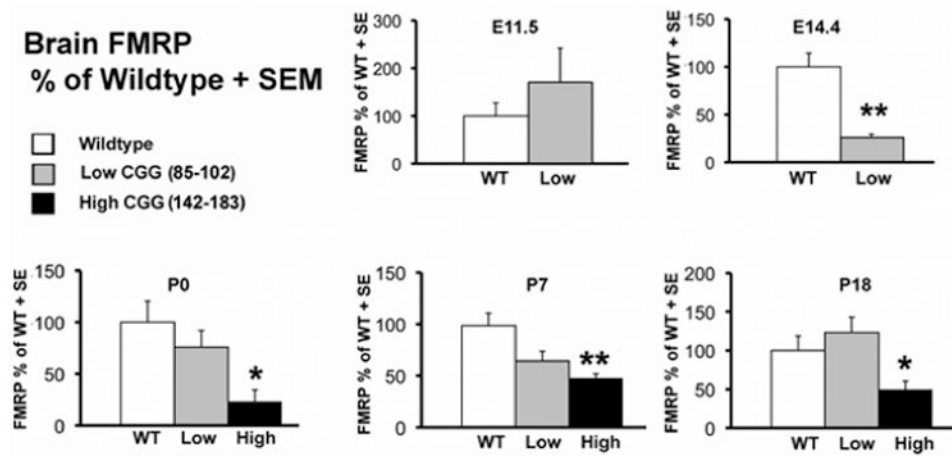 Brain FMRP
% of Wildtype + SEM
Wildtype
Low CGG (85-102)
High CGG (142-183)
E11.5
FMRP % of WT + SE
300
200
100
0
WT Low
E14.4
FMRP % of WT + SE
150
100
50
0
**
WT Low
P0
FMRP % of WT + SE
150
100
50
0
*
WT Low High
P7
FMRP % of WT + SE
150
100
50
0
**
WT Low High
P18
FMRP % of WT + SE
200
150
100
50
0
*
WT Low High